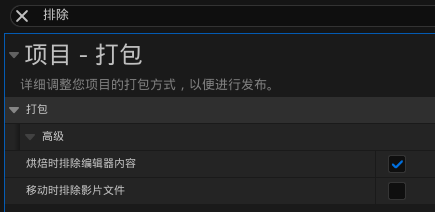 排除
项目 - 打包
详细调整您项目的打包方式，以便进行发布。
打包
高级
烘焙时排除编辑器内容
移动时排除影片文件